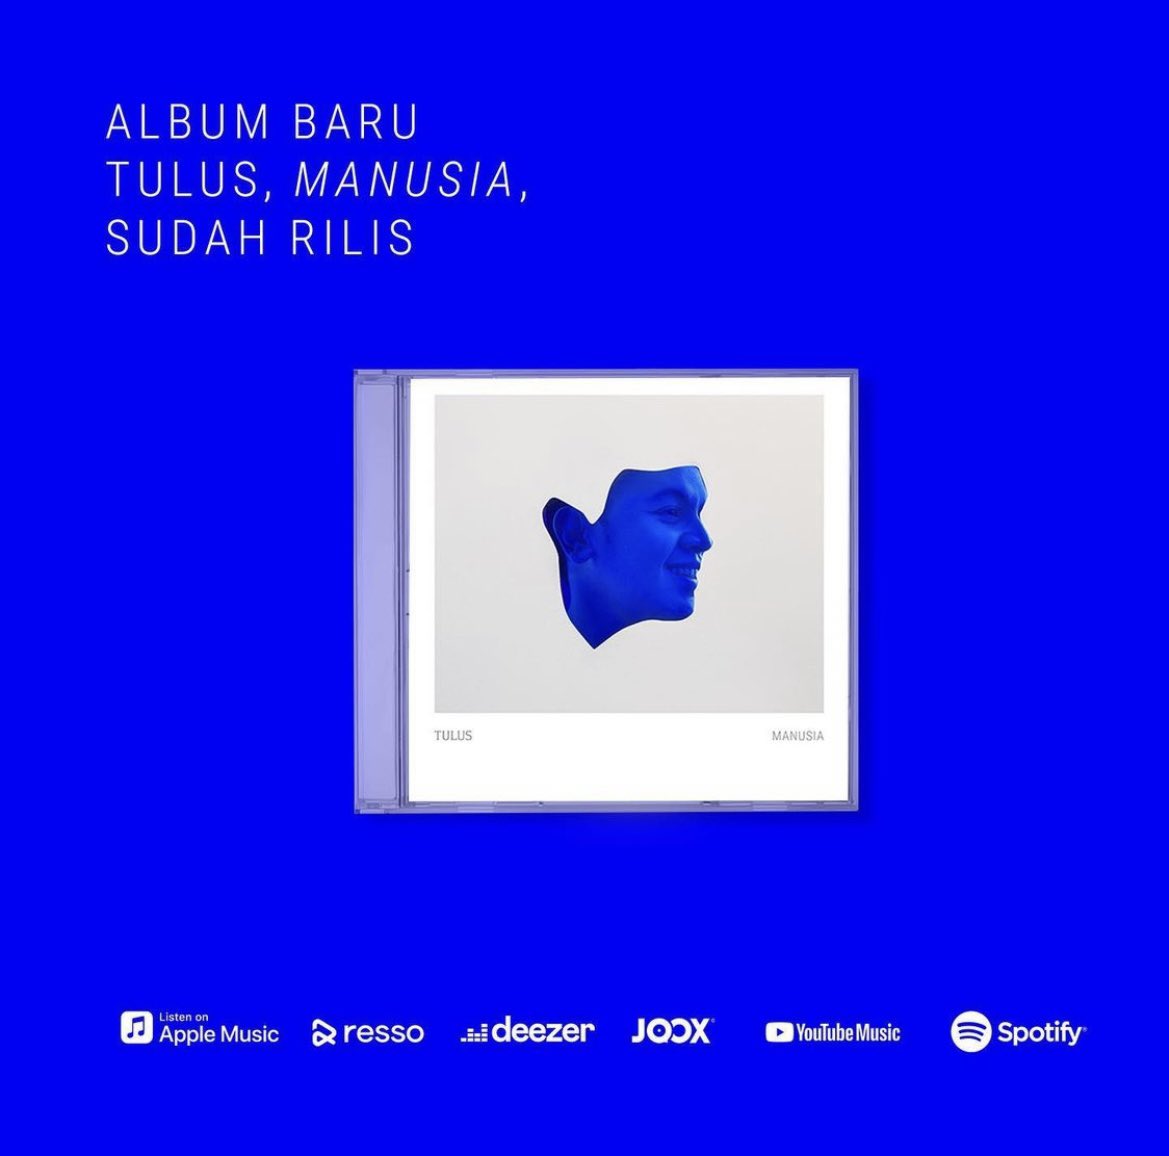 ALBUM BARU
TULUS, MANUSIA,
SUDAH RILIS
TULUS MANUSIA
Listen on
Apple Music resso deezer JOOX YouTube Music Spotify